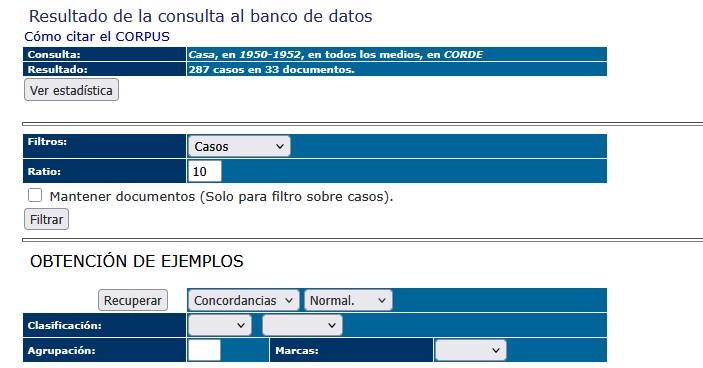 Resultado de la consulta al banco de datos
Cómo citar el CORPUS
Consulta: Casa, en 1950-1952, en todos los medios, en CORDE
Resultado: 287 casos en 33 documentos.
Ver estadística
Filtros: Casos
Ratio: 10
Mantener documentos (Solo para filtro sobre casos).
Filtrar
OBTENCIÓN DE EJEMPLOS
Recuperar Concordancias Normal.
Clasificación:
Agrupación: Marcas: